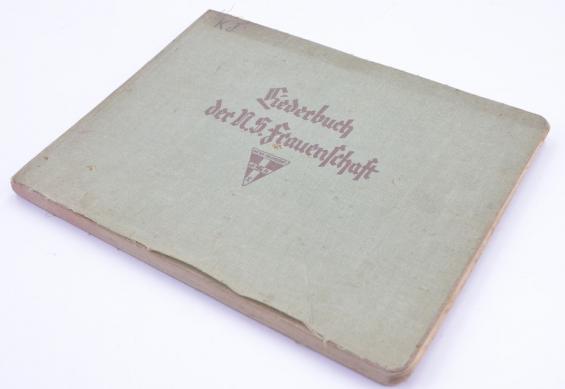 K J
Liederbuch
der N.S. Frauenschaft